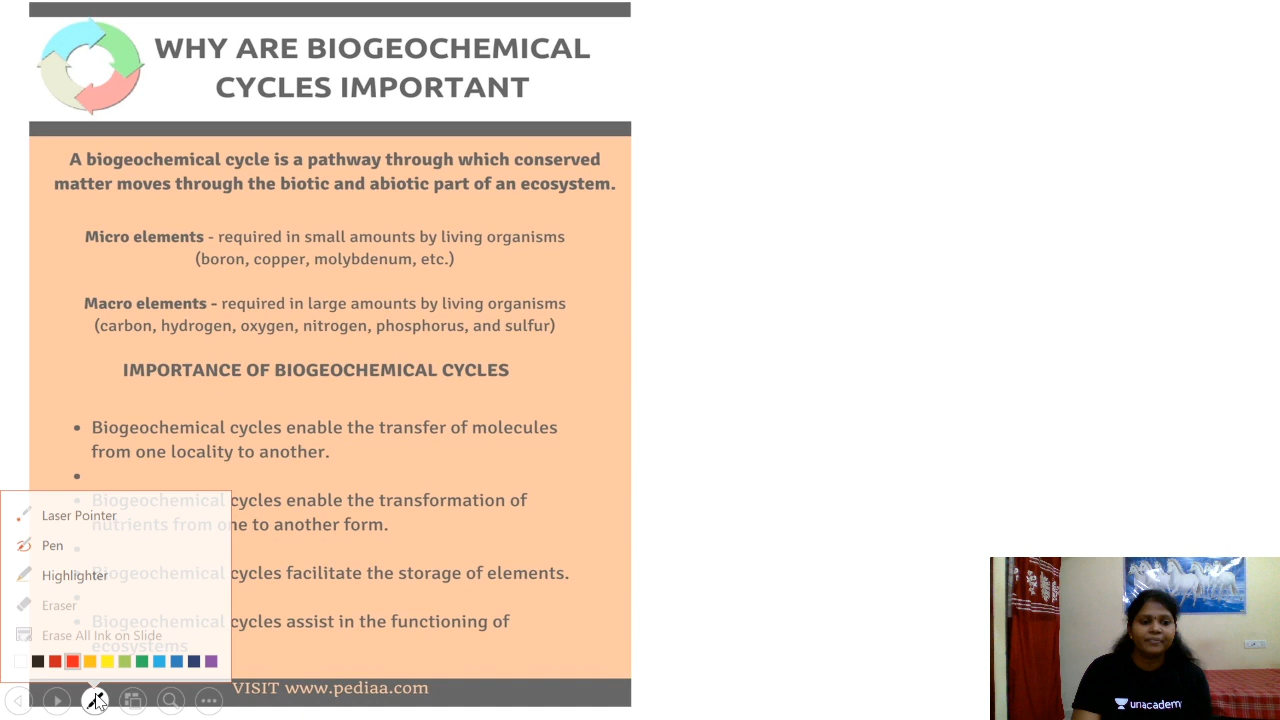 WHY ARE BIOGEOCHEMICAL
CYCLES IMPORTANT
A biogeochemical cycle is a pathway through which conserved
matter moves through the biotic and abiotic part of an ecosystem.
Micro elements - required in small amounts by living organisms
(boron, copper, molybdenum, etc.)
Macro elements - required in large amounts by living organisms
(carbon, hydrogen, oxygen, nitrogen, phosphorus, and sulfur)
IMPORTANCE OF BIOGEOCHEMICAL CYCLES
• Biogeochemical cycles enable the transfer of molecules
from one locality to another.
•
• Biogeochemical cycles enable the transformation of
nutrients from one to another form.
•
• Biogeochemical cycles facilitate the storage of elements.
•
• Biogeochemical cycles assist in the functioning of
ecosystems
VISIT www.pediaa.com
Laser Pointer
Pen
Highlighter
Eraser
Erase All Ink on Slide
unacademy